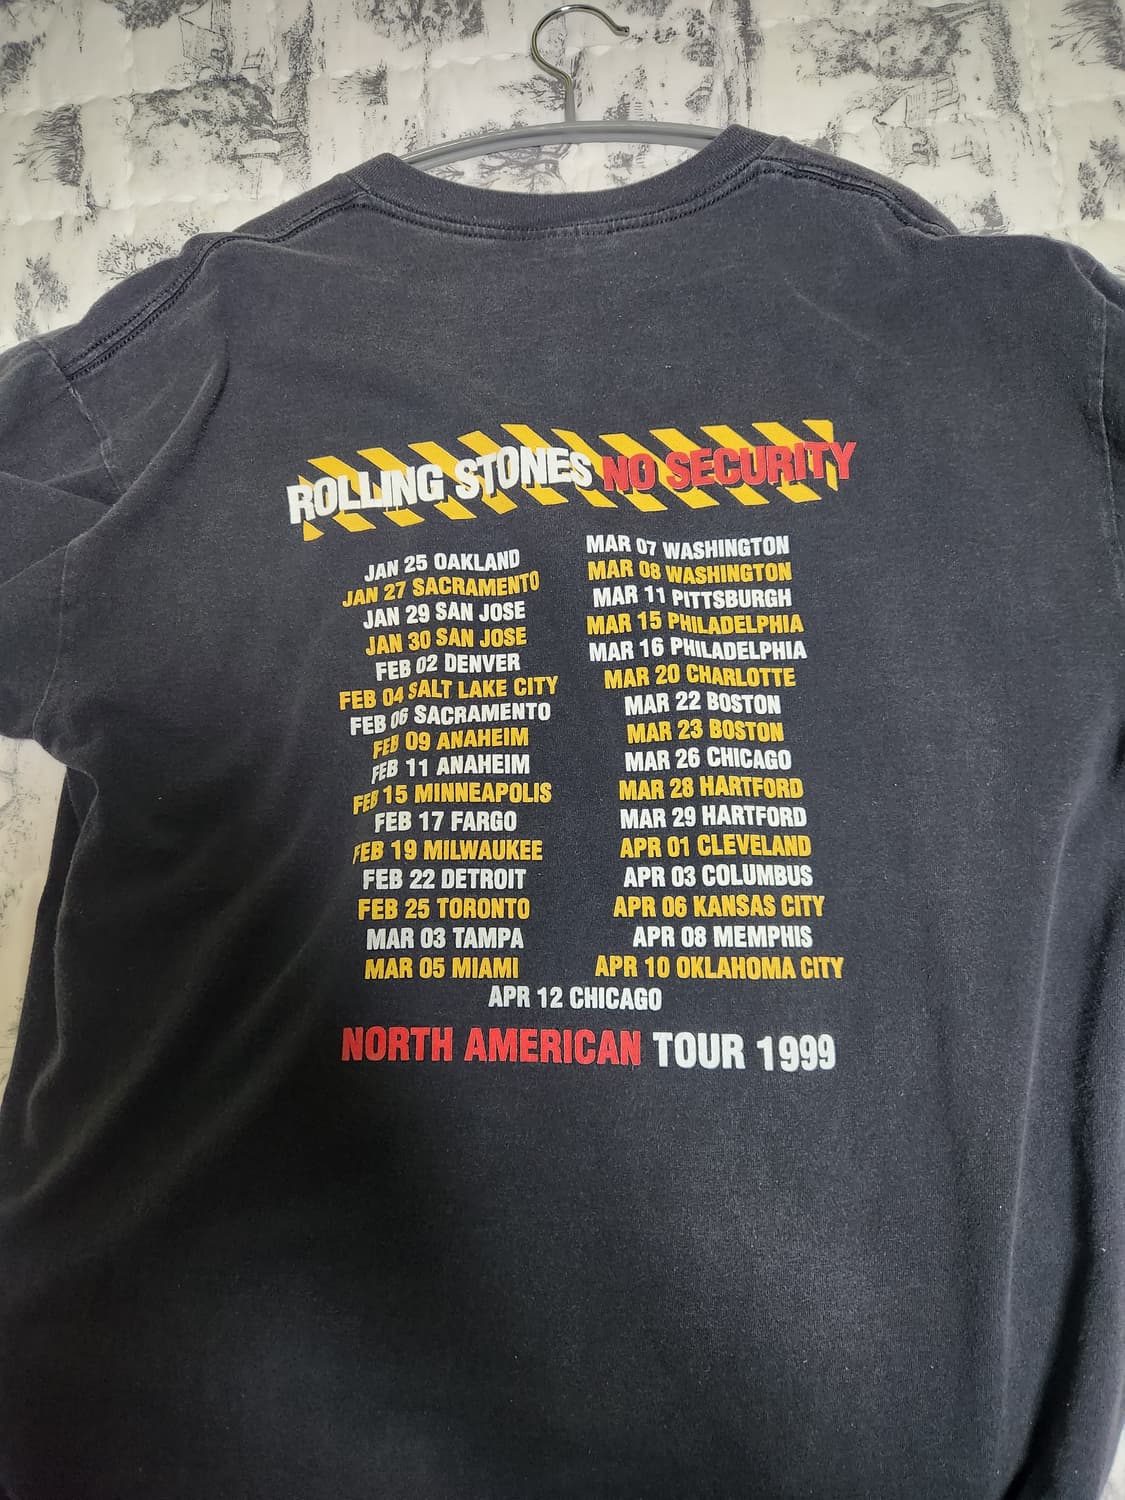 ROLLING STONES NO SECURITY
JAN 25 OAKLAND
JAN 27 SACRAMENTO
JAN 29 SAN JOSE
JAN 30 SAN JOSE
FEB 02 DENVER
FEB 04 SALT LAKE CITY
FEB 06 SACRAMENTO
FEB 09 ANAHEIM
FEB 11 ANAHEIM
FEB 15 MINNEAPOLIS
FEB 17 FARGO
FEB 19 MILWAUKEE
FEB 22 DETROIT
FEB 25 TORONTO
MAR 03 TAMPA
MAR 05 MIAMI
MAR 07 WASHINGTON
MAR 08 WASHINGTON
MAR 11 PITTSBURGH
MAR 15 PHILADELPHIA
MAR 16 PHILADELPHIA
MAR 20 CHARLOTTE
MAR 22 BOSTON
MAR 23 BOSTON
MAR 26 CHICAGO
MAR 28 HARTFORD
MAR 29 HARTFORD
APR 01 CLEVELAND
APR 03 COLUMBUS
APR 06 KANSAS CITY
APR 08 MEMPHIS
APR 10 OKLAHOMA CITY
APR 12 CHICAGO
NORTH AMERICAN TOUR 1999